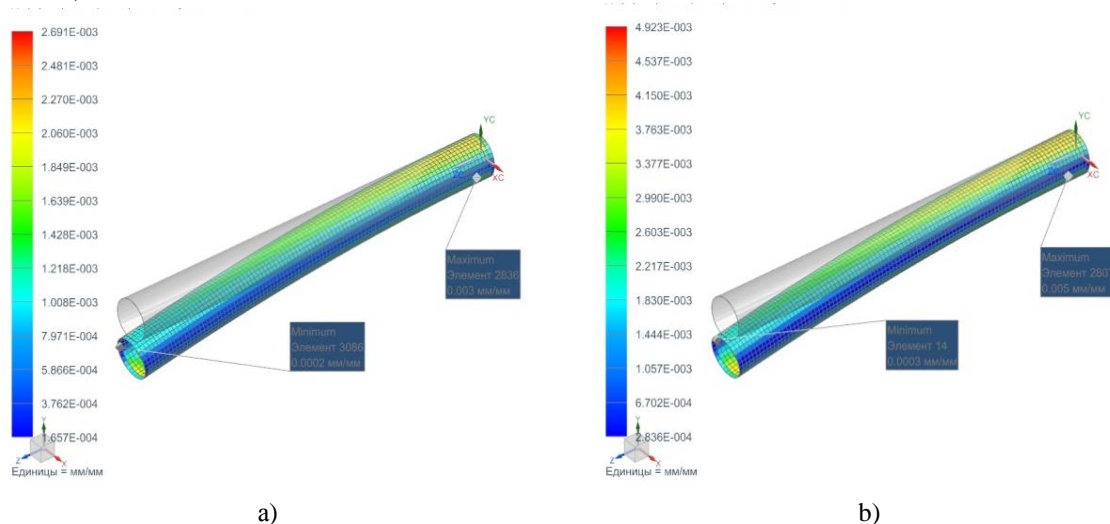 2.691E-003
2.481E-003
2.270E-003
2.060E-003
1.849E-003
1.639E-003
1.428E-003
1.218E-003
1.008E-003
7.971E-004
5.866E-004
3.762E-004
1.657E-004
Единицы = мм/мм
YC
XC
Maximum
Элемент 2836
0.003 мм/мм
Minimum
Элемент 3086
0.0002 мм/мм
Y
Z
X
a)
4.923E-003
4.537E-003
4.150E-003
3.763E-003
3.377E-003
2.990E-003
2.603E-003
2.217E-003
1.830E-003
1.444E-003
1.057E-003
6.702E-004
2.836E-004
Единицы = мм/мм
YC
XC
Maximum
Элемент
0.005 мм/мм
Minimum
Элемент 14
0.0003 мм/мм
Y
Z
X
b)